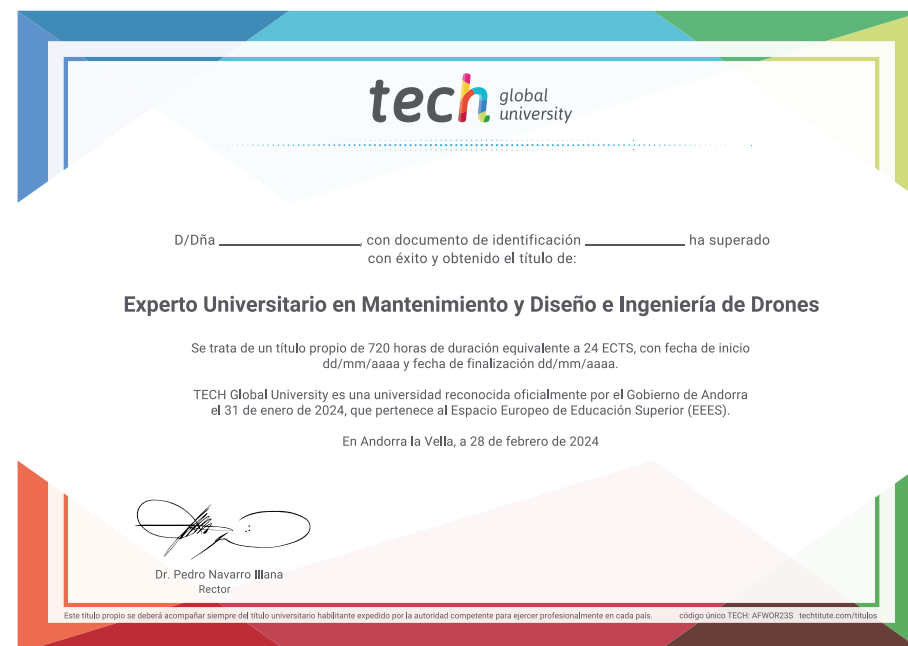 tech global university
D/Dña ____________________, con documento de identificación ______________ ha superado
con éxito y obtenido el título de:
Experto Universitario en Mantenimiento y Diseño e Ingeniería de Drones
Se trata de un título propio de 720 horas de duración equivalente a 24 ECTS, con fecha de inicio
dd/mm/aaaa y fecha de finalización dd/mm/aaaa.
TECH Global University es una universidad reconocida oficialmente por el Gobierno de Andorra
el 31 de enero de 2024, que pertenece al Espacio Europeo de Educación Superior (EEES).
En Andorra la Vella, a 28 de febrero de 2024
Dr. Pedro Navarro Illana
Rector
Este título propio se deberá acompañar siempre del título universitario habilitante expedido por la autoridad competente para ejercer profesionalmente en cada país. código único TECH: AFWOR23S techtitute.com/titulos